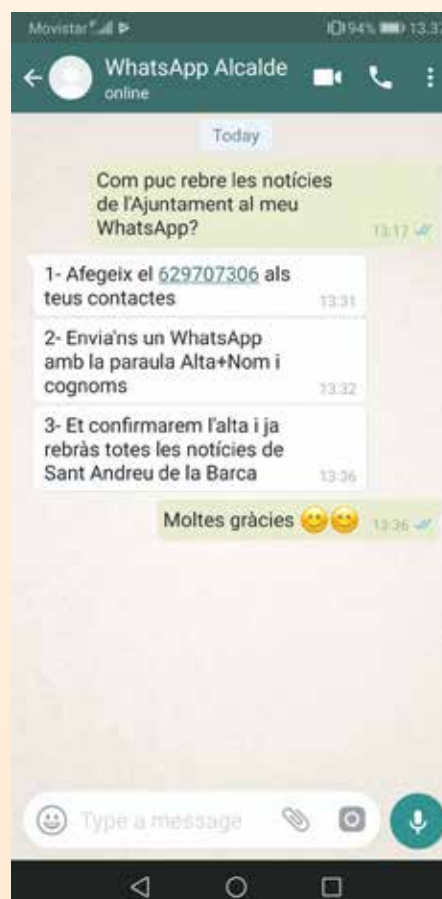 Movistar
94% 13.37
WhatsApp Alcalde
online
Today
Com puc rebre les notícies
de l'Ajuntament al meu
WhatsApp?
13:17
1- Afegeix el 629707306 als
teus contactes
13:31
2- Envia'ns un WhatsApp
amb la paraula Alta+Nom i
cognoms
13:32
3- Et confirmarem l'alta i ja
rebràs totes les notícies de
Sant Andreu de la Barca
13:36
Moltes gràcies 😊😊
13:36
Type a message